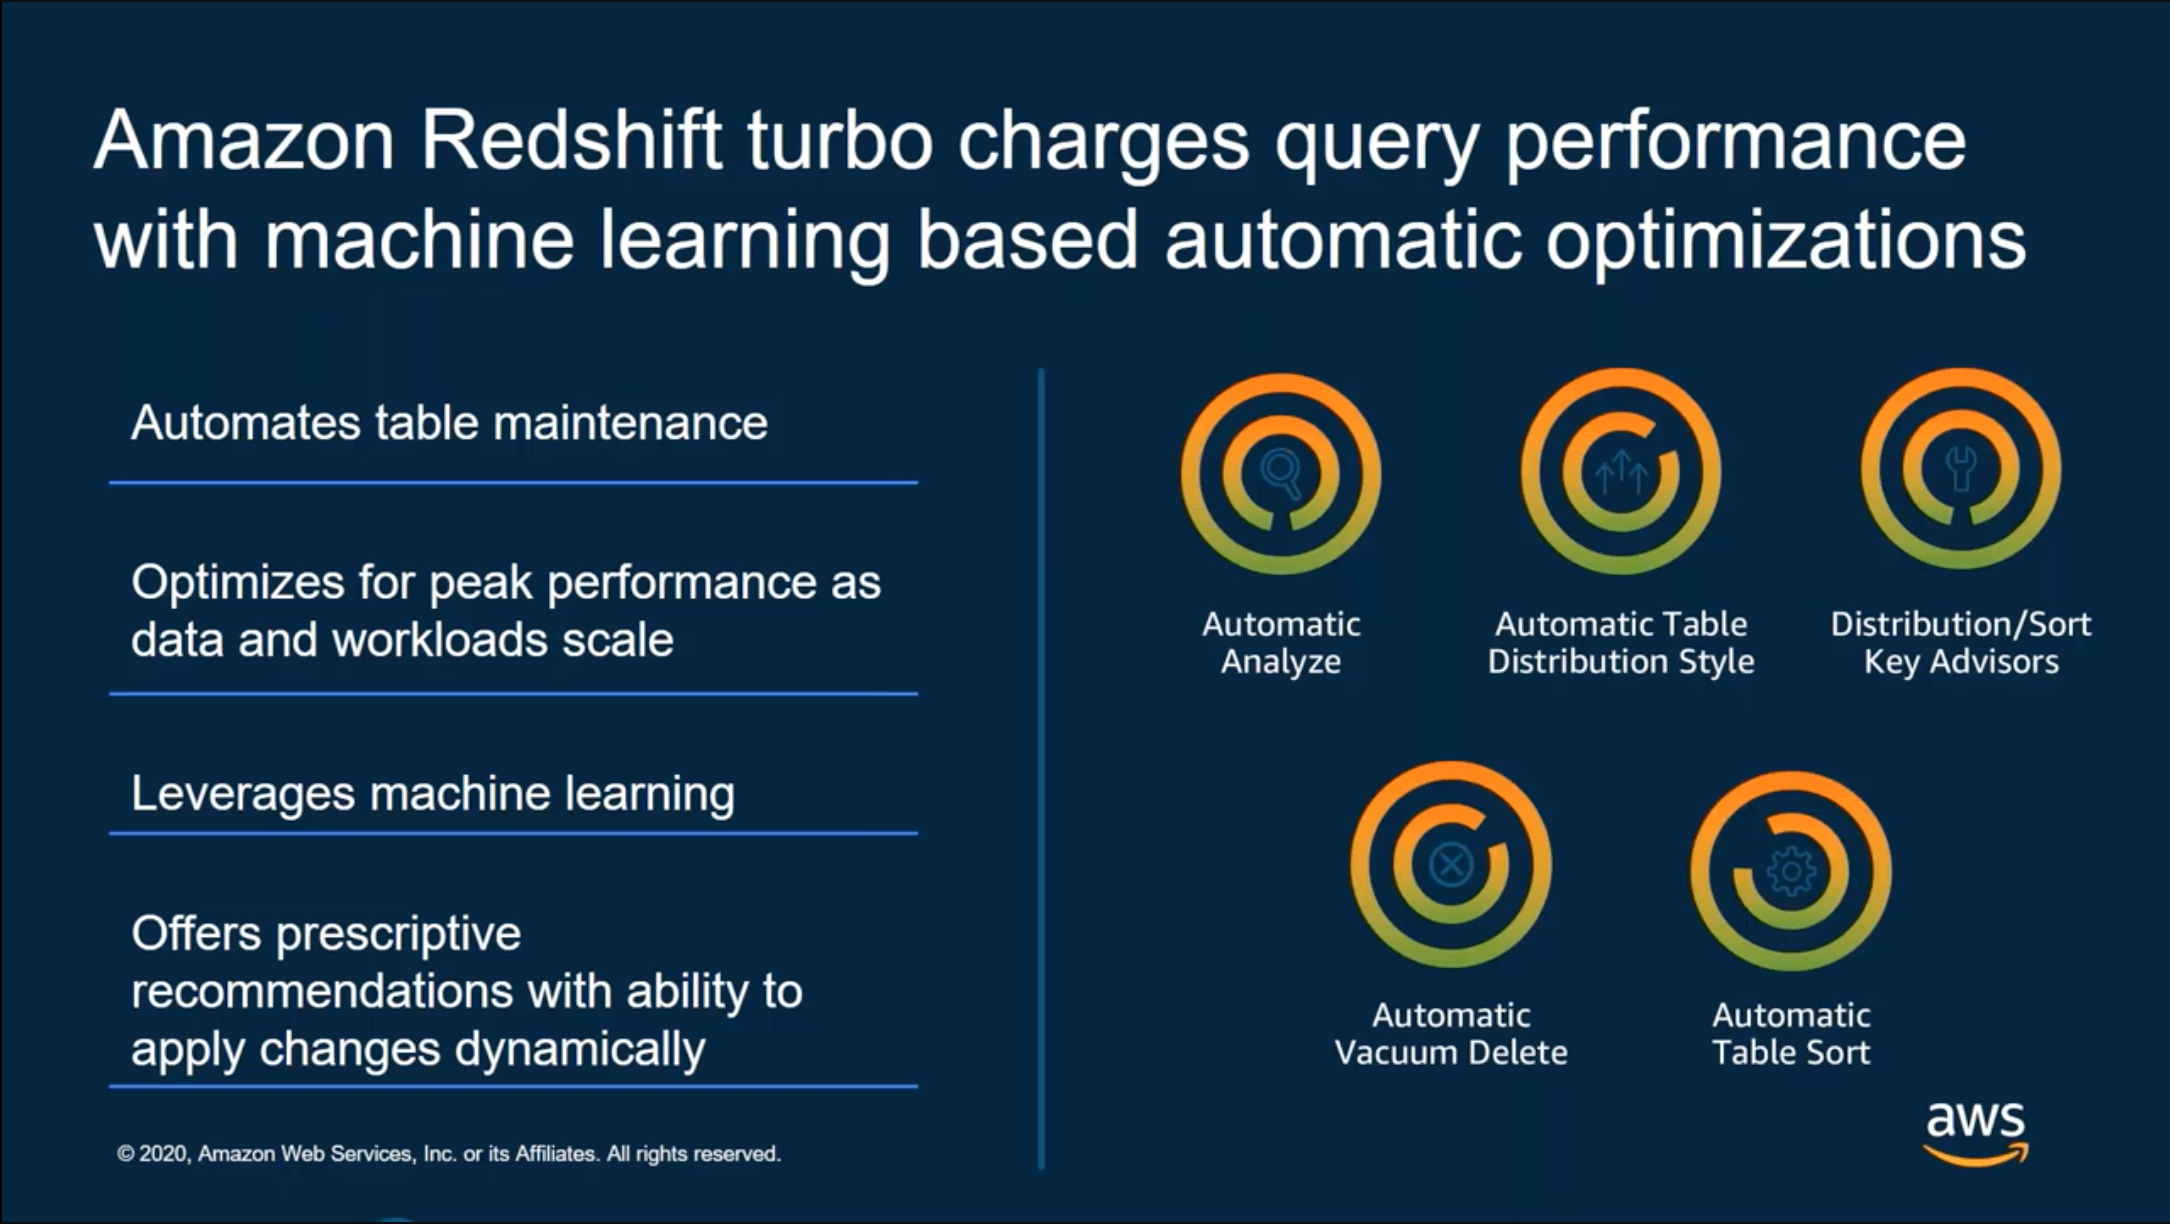 Amazon Redshift turbo charges query performance
with machine learning based automatic optimizations
Automates table maintenance
Optimizes for peak performance as
data and workloads scale
Leverages machine learning
Offers prescriptive
recommendations with ability to
apply changes dynamically
Automatic
Analyze
Automatic Table
Distribution Style
Distribution/Sort
Key Advisors
Automatic
Vacuum Delete
Automatic
Table Sort
© 2020, Amazon Web Services, Inc. or its Affiliates. All rights reserved.
aws